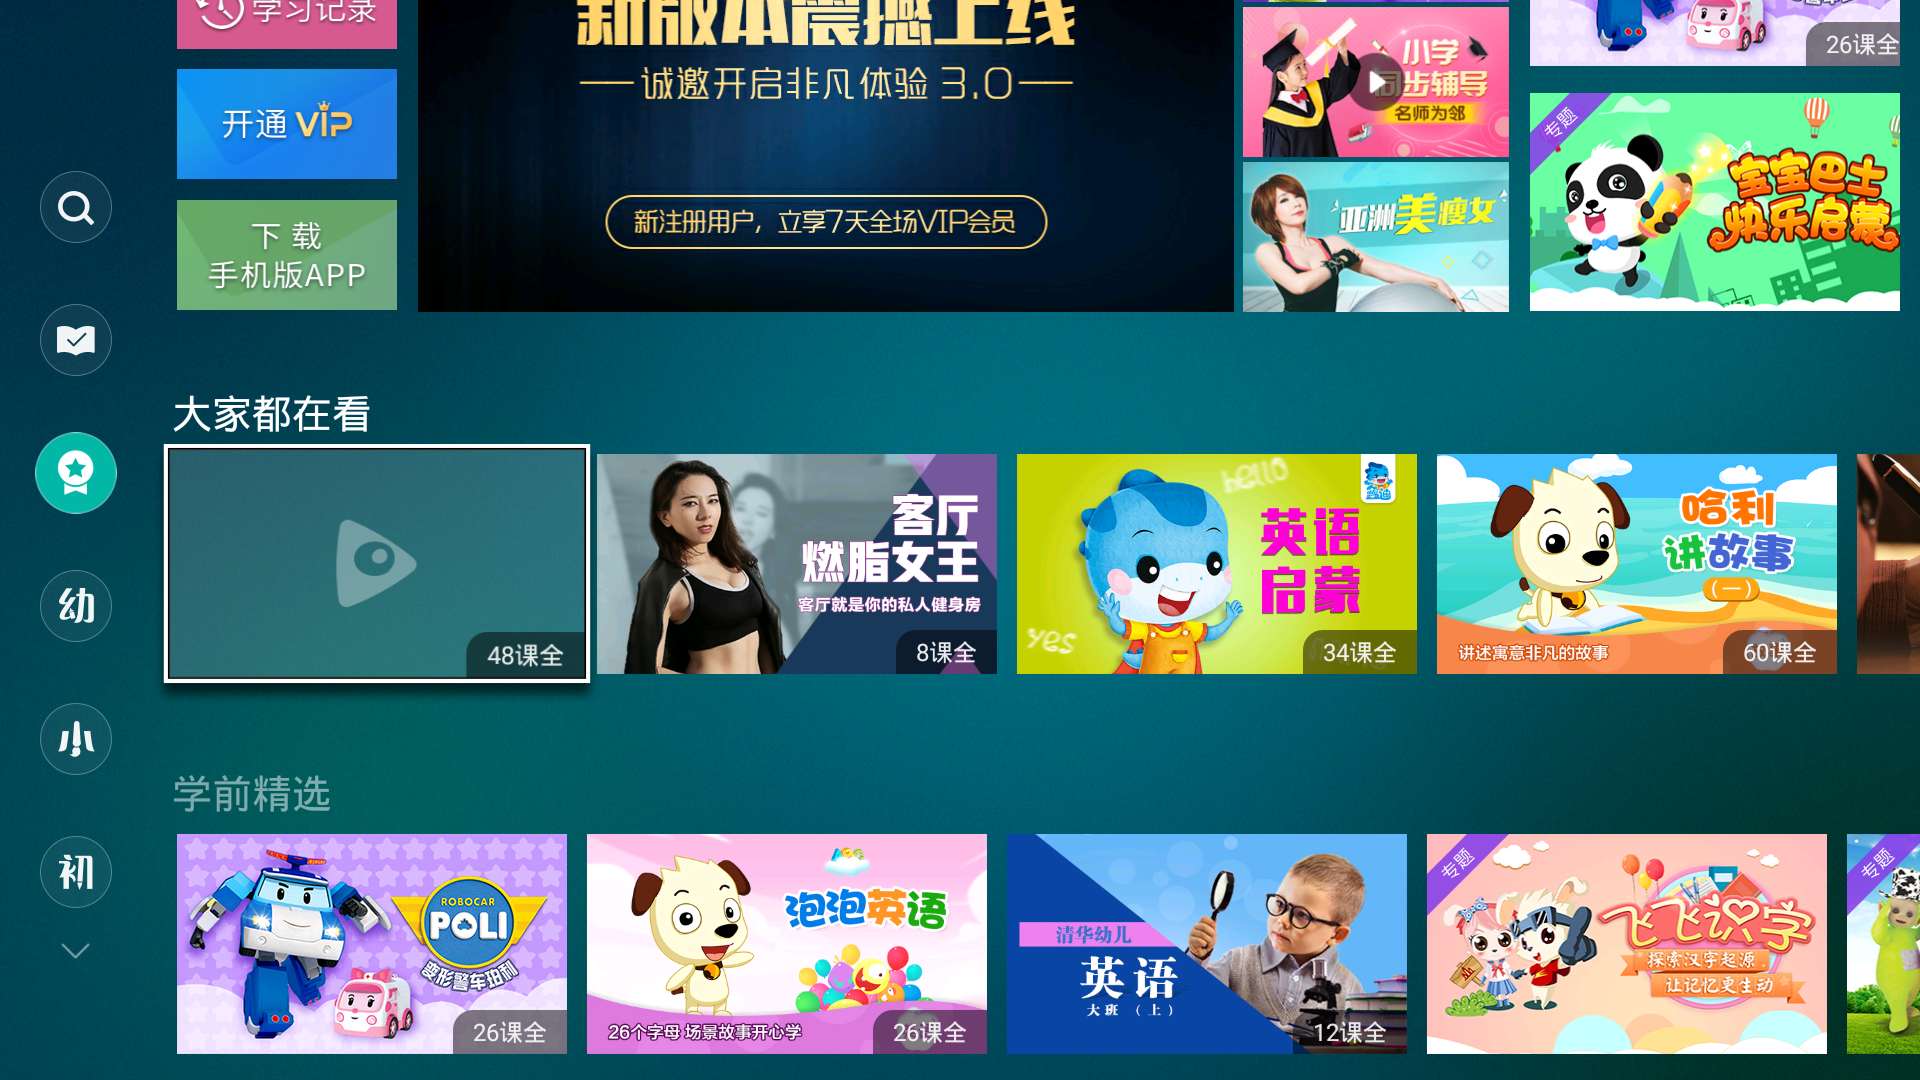 学习记录
开通VIP
下 载
手机版APP
新版本震撼上线
诚邀开启非凡体验 3.0
新注册用户，立享7天全场VIP会员
小学
同步辅导
名师为邻
亚洲美瘦女
26课全
专题
宝宝巴士
快乐启蒙
大家都在看
48课全
客厅
燃脂女王
客厅就是你的私人健身房
8课全
hello
英语
启蒙
yes
34课全
哈利
讲故事
(一)
讲述寓意非凡的故事
60课全
幼
小
初
学前精选
ROBOCAR
POLI
变形警车珀利
26课全
ABC
泡泡英语
26个字母 场景故事开心学
26课全
清华幼儿
英语
大班（上）
12课全
专题
飞飞识字
探索汉字起源
让记忆更生动
专题